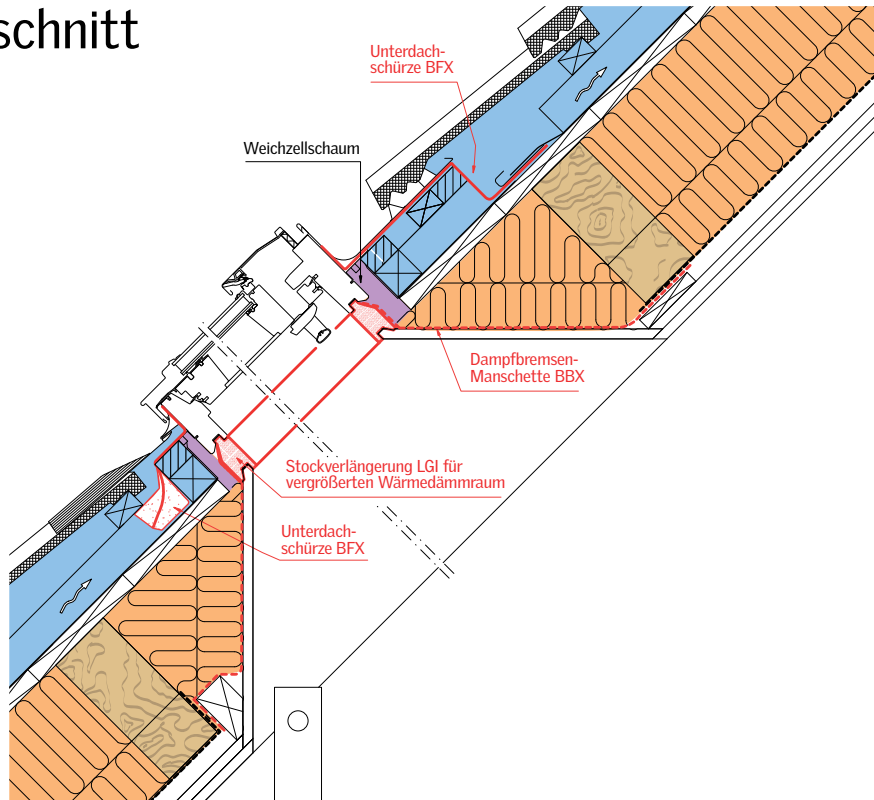 schnitt
Unterdach-
schürze BFX
Weichzellschaum
Dampfbremsen-
Manschette BBX
Stockverlängerung LGI für
vergrößerten Wärmedämmraum
Unterdach-
schürze BFX